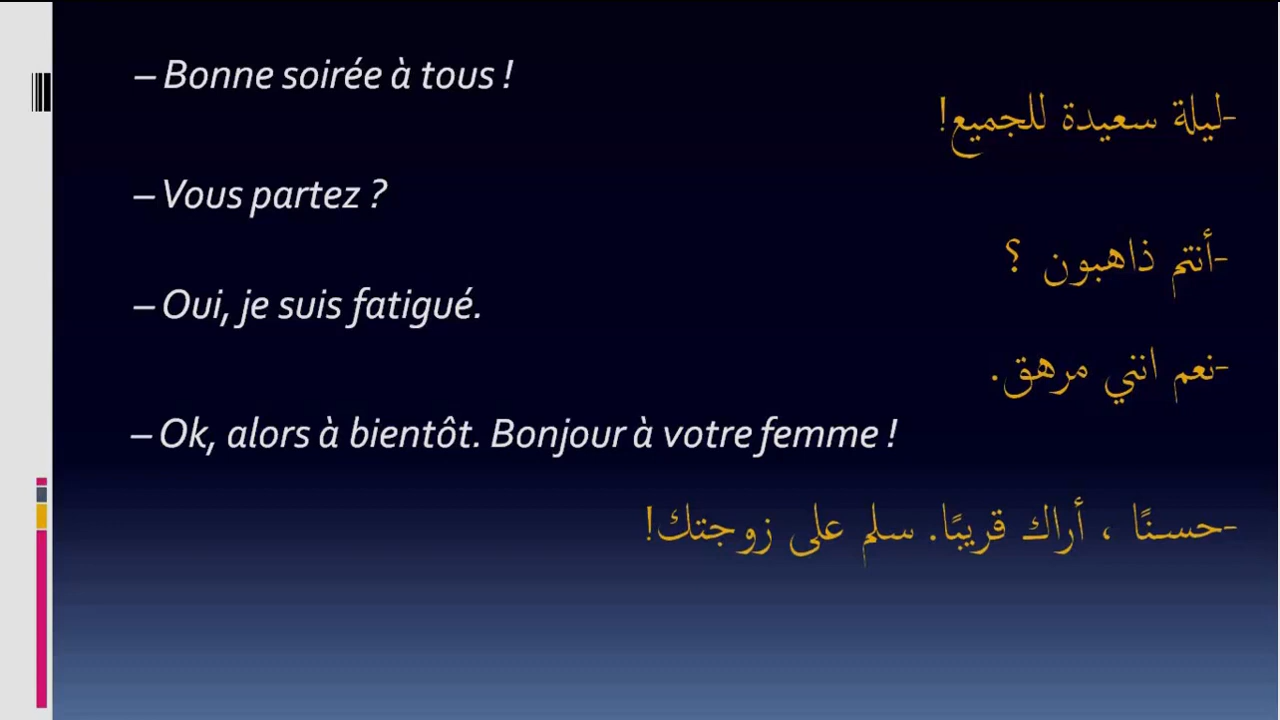 – Bonne soirée à tous !
-ليلة سعيدة للجميع!
– Vous partez ?
-أنتم ذاهبون ؟
– Oui, je suis fatigué.
-نعم انني مرهق.
– Ok, alors à bientôt. Bonjour à votre femme !
-حسنًا ، أراك قريبًا. سلم على زوجتك!